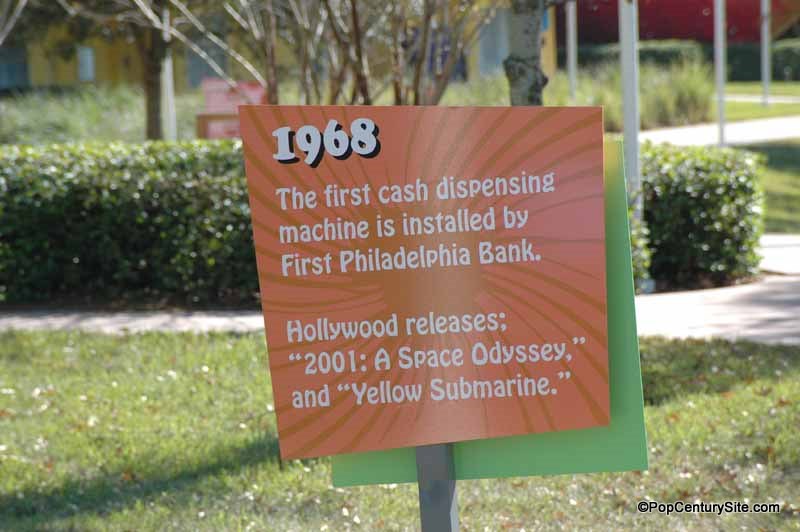 1968
The first cash dispensing
machine is installed by
First Philadelphia Bank.
Hollywood releases;
“2001: A Space Odyssey,”
and “Yellow Submarine.”
©PopCenturySite.com